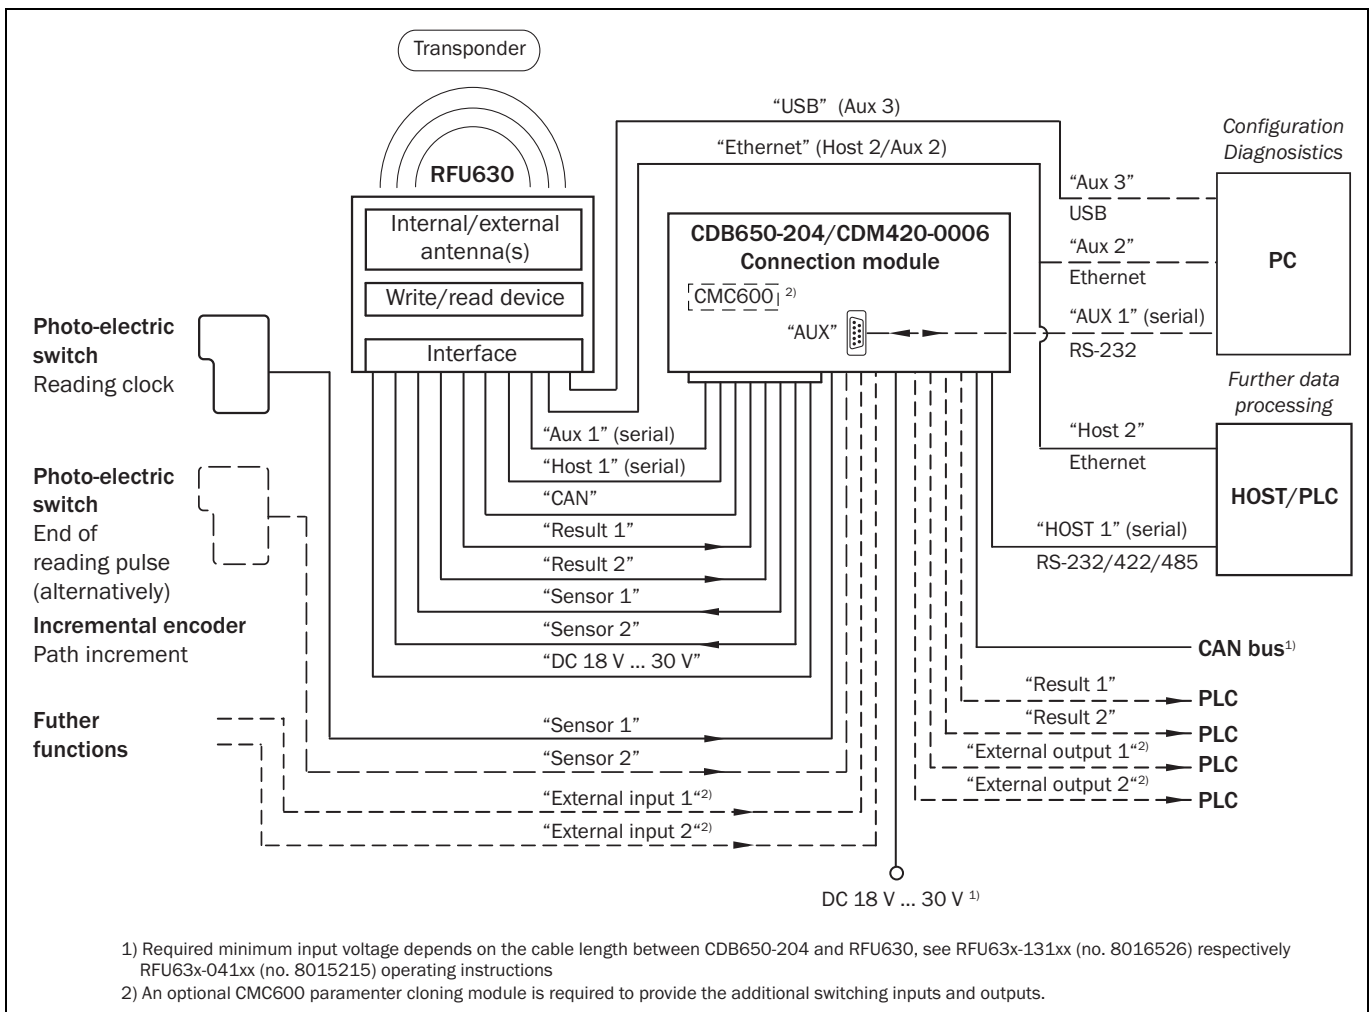 Transponder
RFU630
Internal/external
antenna(s)
Write/read device
Interface
“USB” (Aux 3)
“Ethernet” (Host 2/Aux 2)
CDB650-204/CDM420-0006
Connection module
CMC600 2)
“AUX”
Configuration
Diagnosistics
“Aux 3”
USB
“Aux 2”
Ethernet
“AUX 1” (serial)
RS-232
PC
Further data
processing
“Host 2”
Ethernet
HOST/PLC
“HOST 1” (serial)
RS-232/422/485
Photo-electric
switch
Reading clock
Photo-electric
switch
End of
reading pulse
(alternatively)
Incremental encoder
Path increment
Futher
functions
“Aux 1” (serial)
“Host 1” (serial)
“CAN”
“Result 1”
“Result 2”
“Sensor 1”
“Sensor 2”
“DC 18 V ... 30 V”
“Sensor 1”
“Sensor 2”
“External input 1“2)
“External input 2“2)
CAN bus1)
“Result 1”
PLC
“Result 2”
PLC
“External output 1“2)
PLC
“External output 2“2)
PLC
DC 18 V ... 30 V 1)
1) Required minimum input voltage depends on the cable length between CDB650-204 and RFU630, see RFU63x-131xx (no. 8016526) respectively
RFU63x-041xx (no. 8015215) operating instructions
2) An optional CMC600 paramenter cloning module is required to provide the additional switching inputs and outputs.